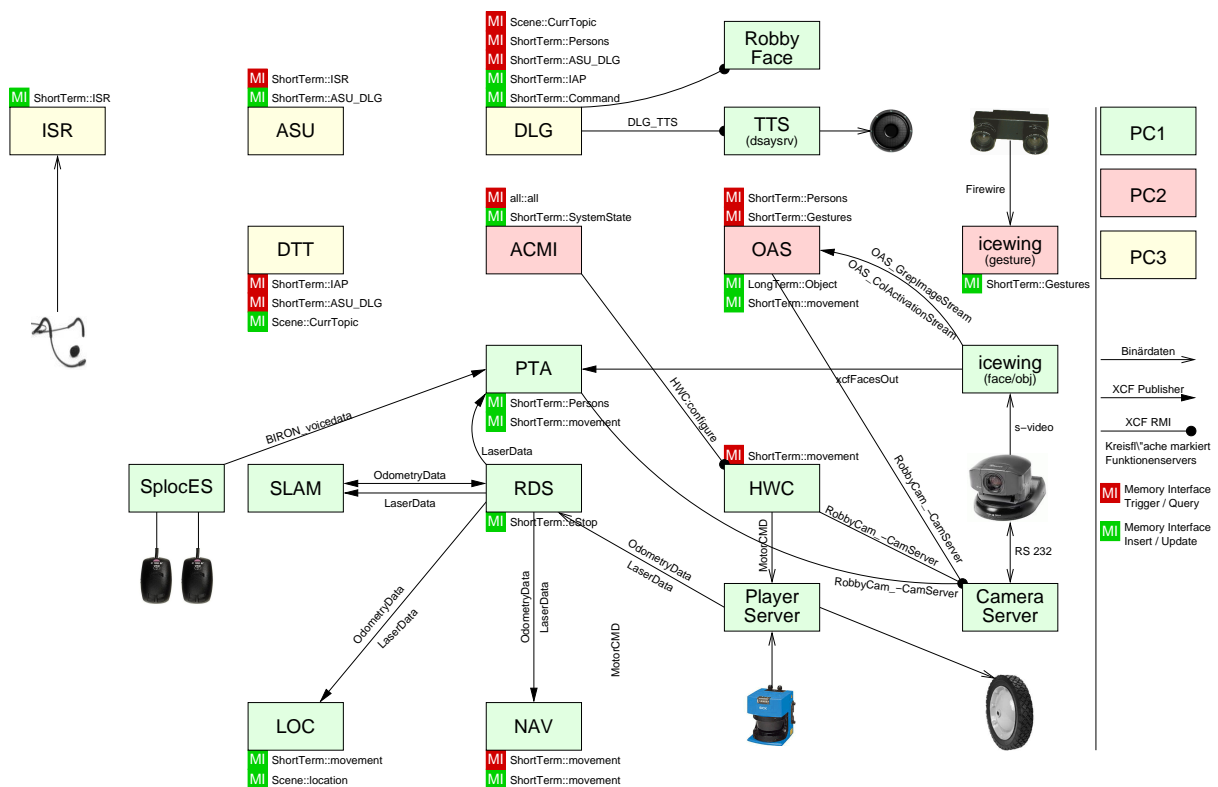 MI Scene::CurrTopic
MI ShortTerm::Persons
MI ShortTerm::ASU_DLG
MI ShortTerm::IAP
MI ShortTerm::Command
Robby
Face
MI ShortTerm::ISR
ISR
MI ShortTerm::ISR
MI ShortTerm::ASU_DLG
ASU
DLG
DLG_TTS
TTS
(dsaysrv)
Firewire
PC1
PC2
PC3
DTT
MI ShortTerm::IAP
MI ShortTerm::ASU_DLG
MI Scene::CurrTopic
MI all::all
MI ShortTerm::SystemState
ACMI
MI ShortTerm::Persons
MI ShortTerm::Gestures
OAS
MI LongTerm::Object
MI ShortTerm::movement
icewing
(gesture)
MI ShortTerm::Gestures
OAS_GrepImageStream
OAS_ColActivationStream
PTA
MI ShortTerm::Persons
MI ShortTerm::movement
HWC:configure
xcfFacesOut
icewing
(face/obj)
s−video
Binärdaten
XCF Publisher
XCF RMI
Kreisfl\"ache markiert
Funktionenservers
MI Memory Interface
Trigger / Query
MI Memory Interface
Insert / Update
BIRON_voicedata
LaserData
SplocES
SLAM
OdometryData
LaserData
RDS
MI ShortTerm::eStop
MI ShortTerm::movement
HWC
RobbyCam_−CamServer
RobbyCam_−CamServer
RobbyCam_−CamServer
RS 232
MotorCMD
OdometryData
LaserData
Player
Server
Camera
Server
OdometryData
LaserData
OdometryData
LaserData
MotorCMD
LOC
MI ShortTerm::movement
MI Scene::location
NAV
MI ShortTerm::movement
MI ShortTerm::movement